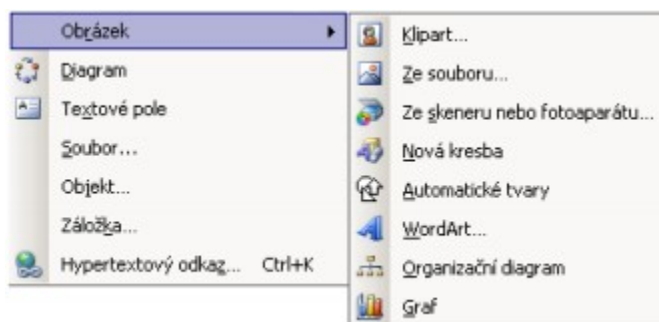 Obrázek
Diagram
Textové pole
Soubor...
Objekt...
Záložka...
Hypertextový odkaz... Ctrl+K
Klipart...
Ze souboru...
Ze skeneru nebo fotoaparátu...
Nová kresba
Automatické tvary
WordArt...
Organizační diagram
Graf